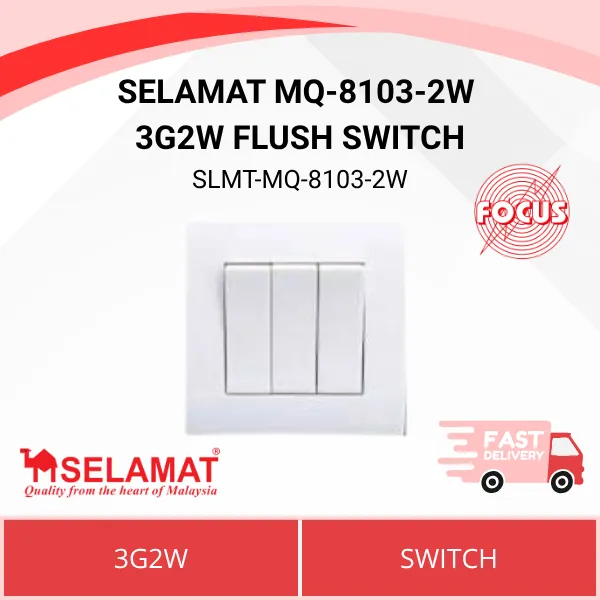 SELAMAT MQ-8103-2W
3G2W FLUSH SWITCH
SLMT-MQ-8103-2W
FOCUS
SELAMAT®
Quality from the heart of Malaysia
FAST
DELIVERY
3G2W
SWITCH